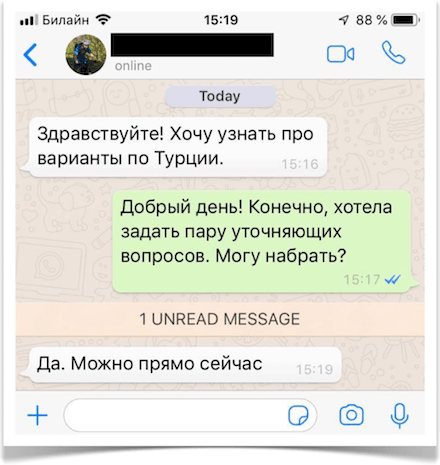 Билайн 15:19 88 %
online
Today
Здравствуйте! Хочу узнать про
варианты по Турции.
15:16
Добрый день! Конечно, хотела
задать пару уточняющих
вопросов. Могу набрать?
15:17
1 UNREAD MESSAGE
Да. Можно прямо сейчас
15:19